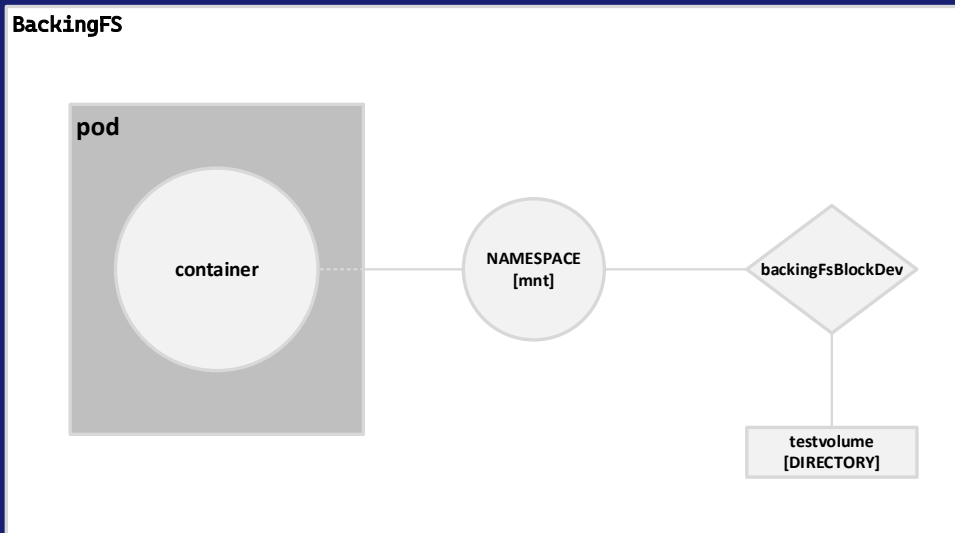 BackingFS
pod
container
NAMESPACE
[mnt]
backingFsBlockDev
testvolume
[DIRECTORY]